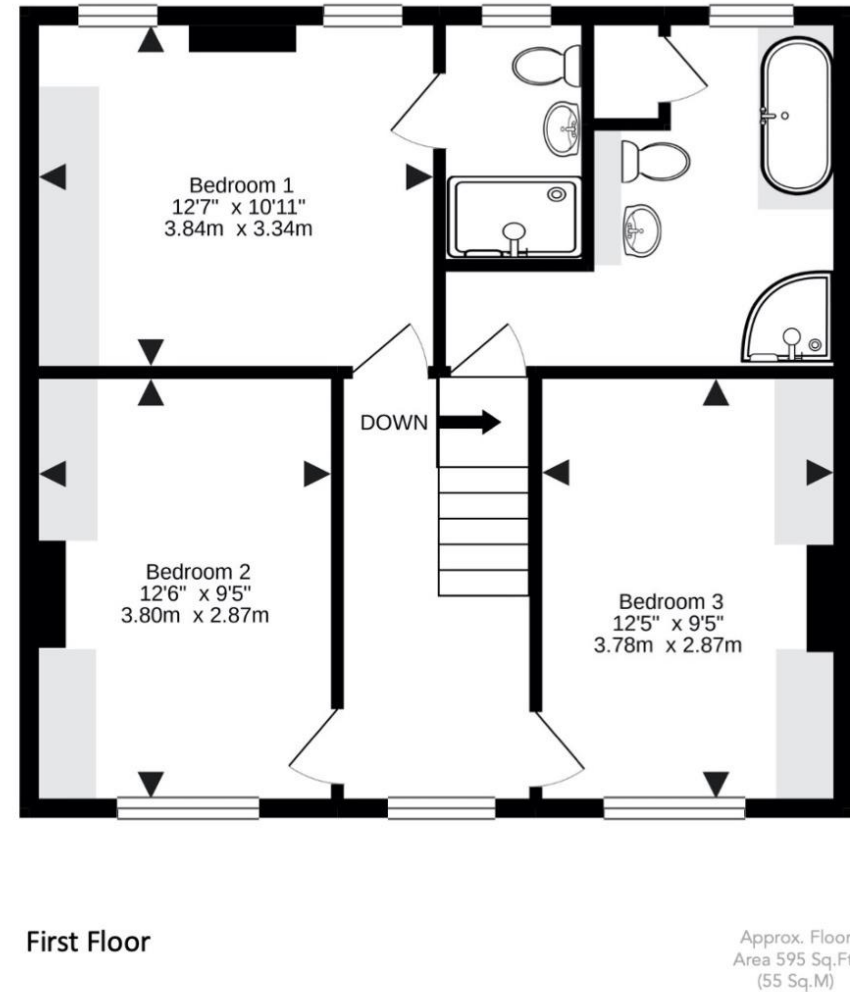 Bedroom 1
12'7" x 10'11"
3.84m x 3.34m
DOWN
Bedroom 2
12'6" x 9'5"
3.80m x 2.87m
Bedroom 3
12'5" x 9'5"
3.78m x 2.87m
First Floor
Approx. Floor
Area 595 Sq.Ft
(55 Sq.M)